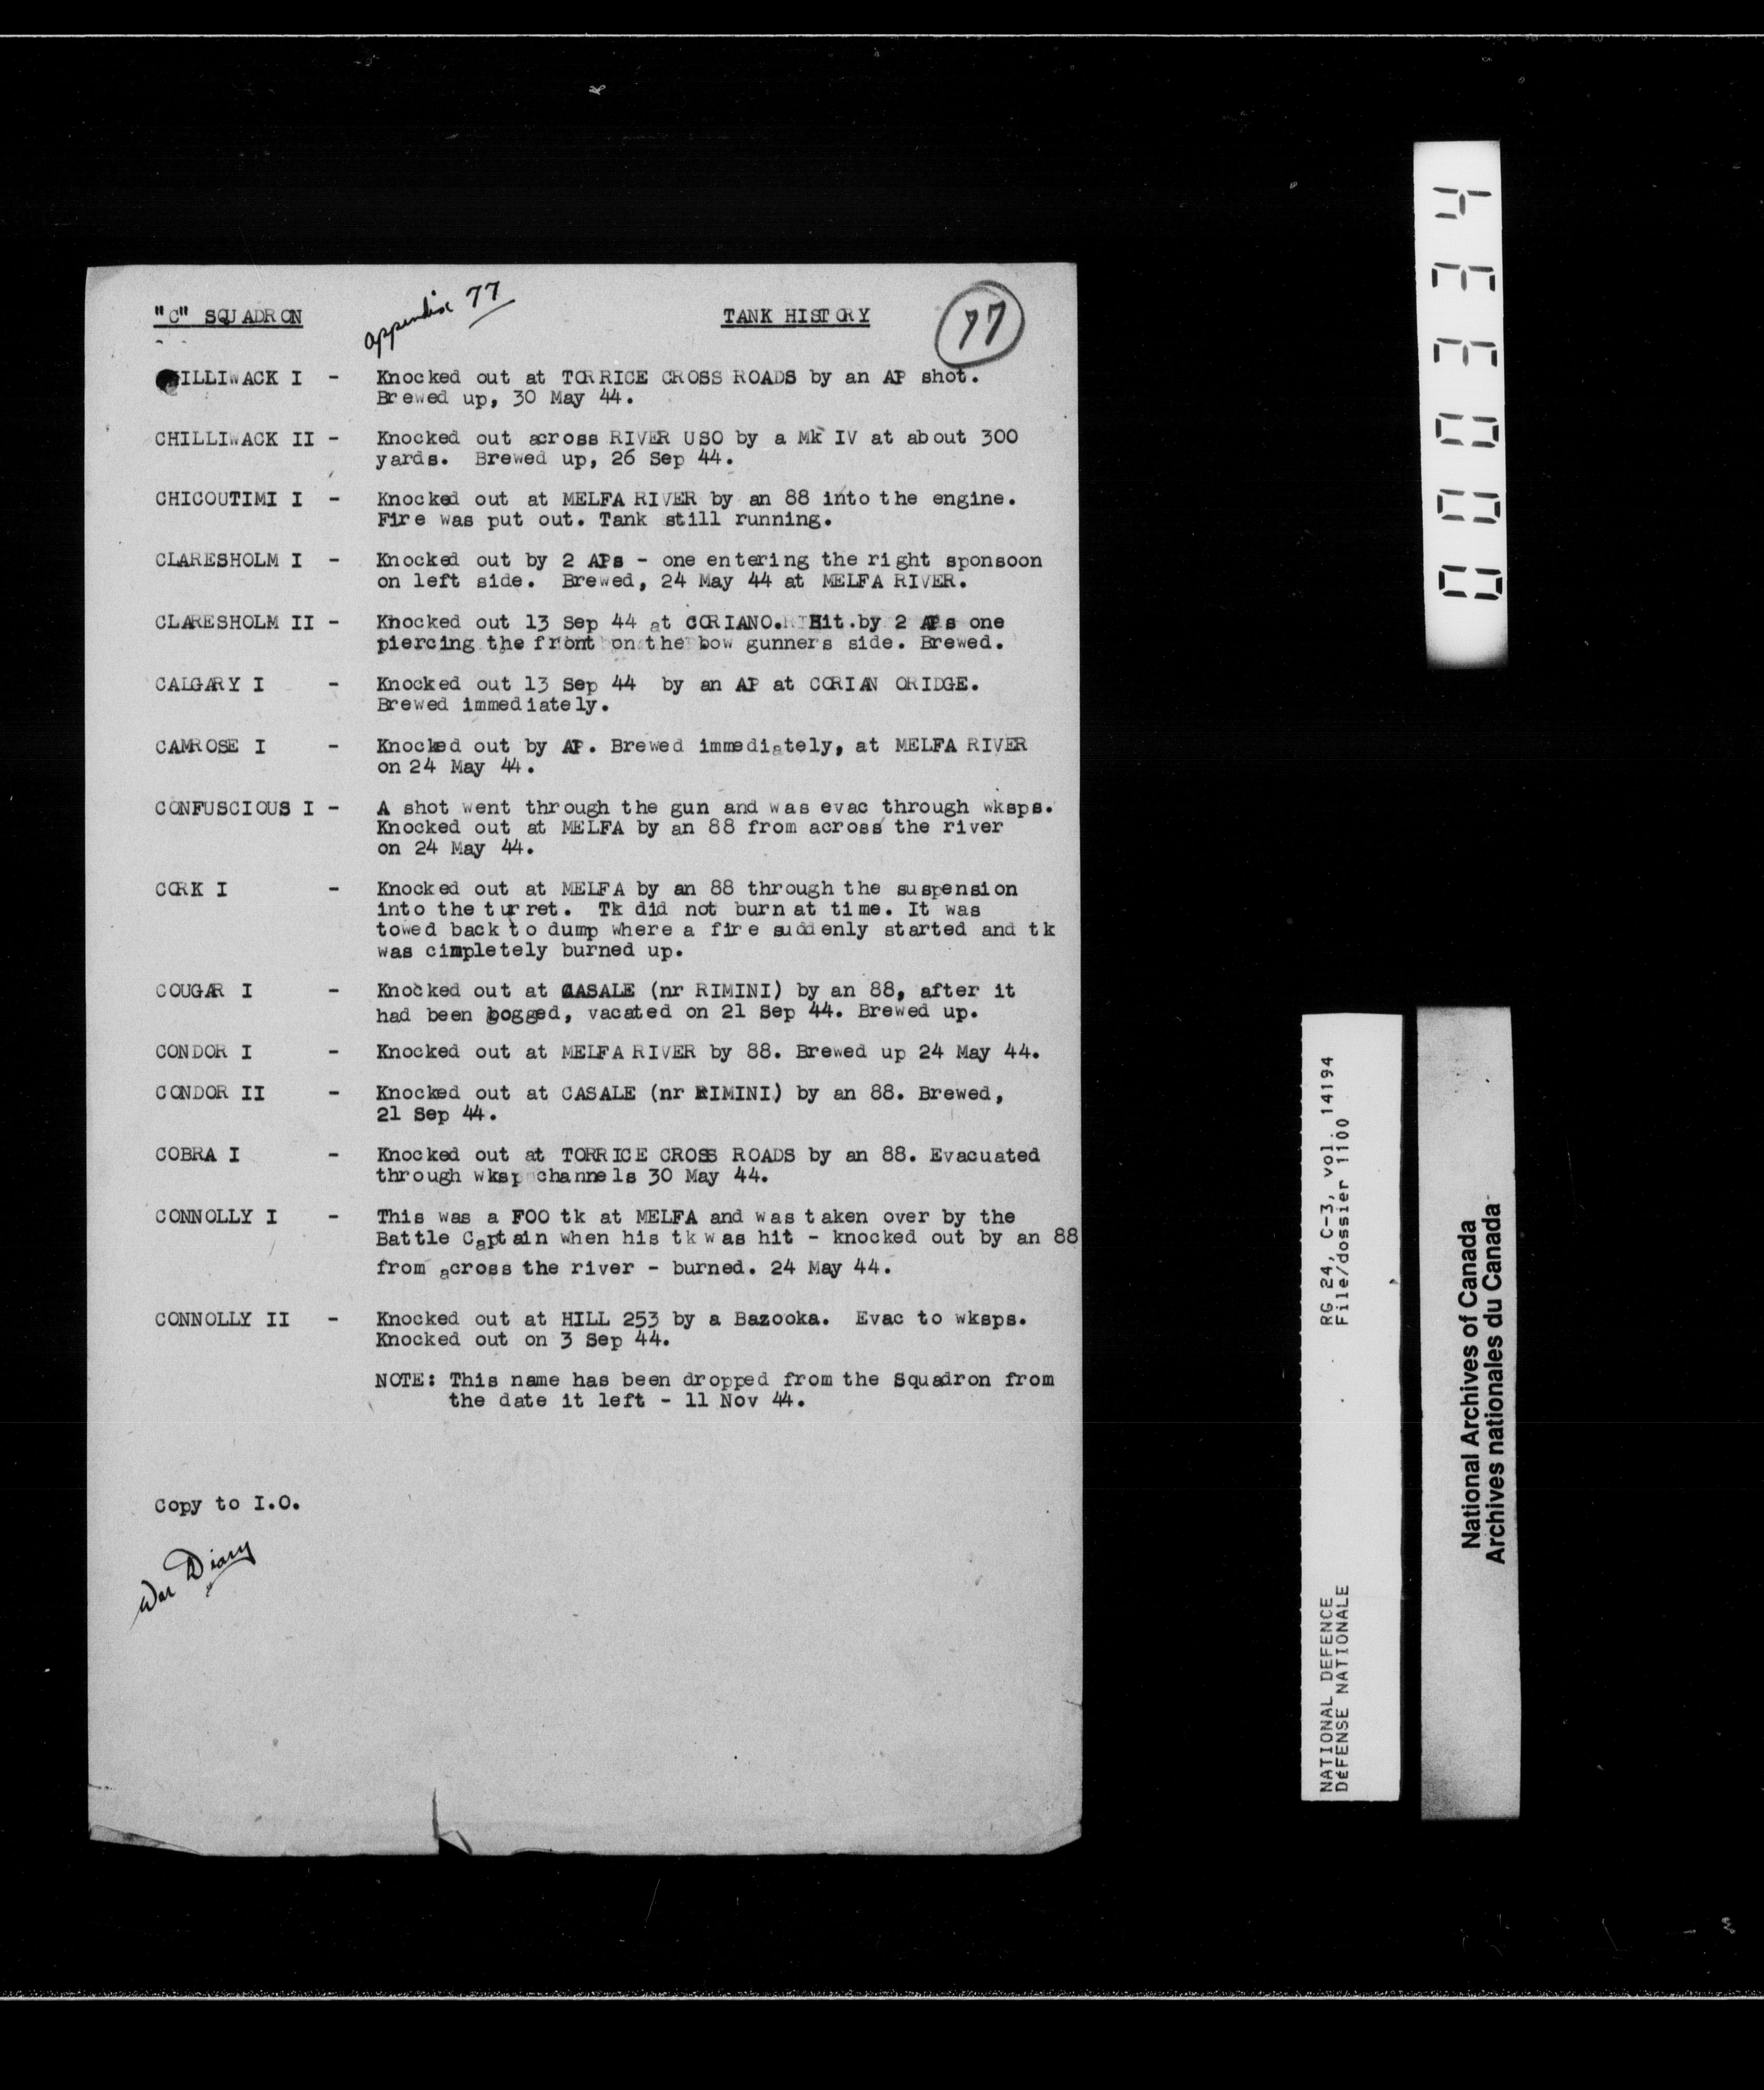 "C" SQUADRON
Appendix 77
TANK HISTORY
77
ILLIWACK I - Knocked out at TORRICE CROSS ROADS by an AP shot.
Brewed up, 30 May 44.
CHILLIWACK II - Knocked out across RIVER USO by a Mk IV at about 300
yards. Brewed up, 26 Sep 44.
CHICOUTIMI I - Knocked out at MELFA RIVER by an 88 into the engine.
Fire was put out. Tank still running.
CLARESHOLM I - Knocked out by 2 APs - one entering the right sponsoon
on left side. Brewed, 24 May 44 at MELFA RIVER.
CLARESHOLM II - Knocked out 13 Sep 44 at CORIANO. Hit.by 2 APs one
piercing the front on the bow gunners side. Brewed.
CALGARY I - Knocked out 13 Sep 44 by an AP at CORIAN ORIDGE.
Brewed immediately.
CAMROSE I - Knocked out by AP. Brewed immediately, at MELFA RIVER
on 24 May 44.
CONFUSCIOUS I - A shot went through the gun and was evac through wksps.
Knocked out at MELFA by an 88 from across the river
on 24 May 44.
CORK I - Knocked out at MELFA by an 88 through the suspension
into the turret. Tk did not burn at time. It was
towed back to dump where a fire suddenly started and tk
was cimpletely burned up.
COUGAR I - Knocked out at CASALE (nr RIMINI) by an 88, after it
had been bogged, vacated on 21 Sep 44. Brewed up.
CONDOR I - Knocked out at MELFA RIVER by 88. Brewed up 24 May 44.
CONDOR II - Knocked out at CASALE (nr RIMINI) by an 88. Brewed,
21 Sep 44.
COBRA I - Knocked out at TORRICE CROSS ROADS by an 88. Evacuated
through wksp channels 30 May 44.
CONNOLLY I - This was a FOO tk at MELFA and was taken over by the
Battle Captain when his tk was hit - knocked out by an 88
from across the river - burned. 24 May 44.
CONNOLLY II - Knocked out at HILL 253 by a Bazooka. Evac to wksps.
Knocked out on 3 Sep 44.
NOTE: This name has been dropped from the Squadron from
the date it left - 11 Nov 44.
Copy to I.O.
War Diary
000334
RG 24, C-3, vol. 14194
File/dossier 1100
NATIONAL DEFENCE
DÉFENSE NATIONALE
National Archives of Canada
Archives nationales du Canada